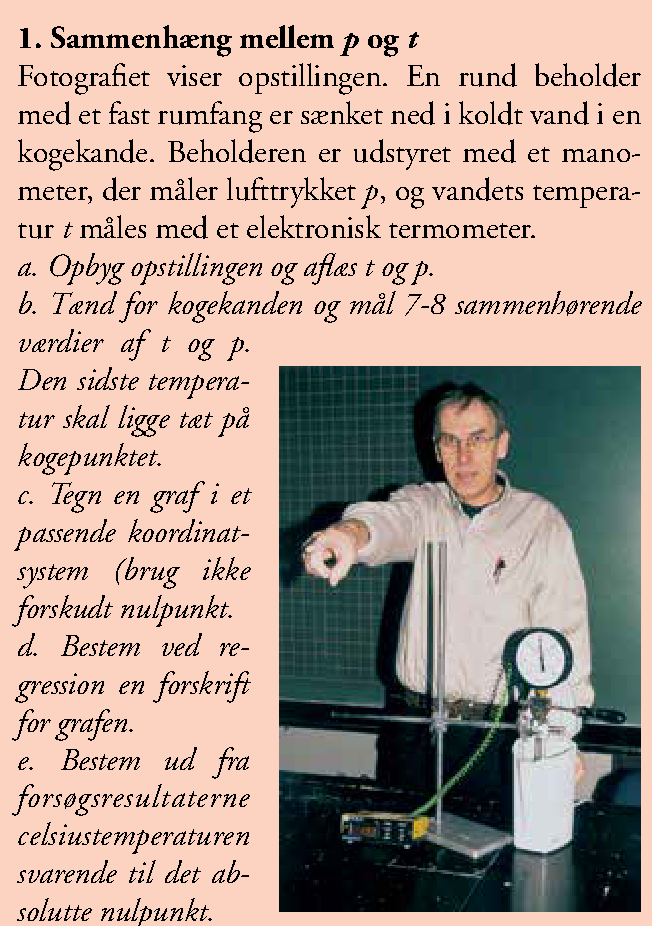 1. Sammenhæng mellem p og t
Fotografiet viser opstillingen. En rund beholder
med et fast rumfang er sænket ned i koldt vand i en
kogekande. Beholderen er udstyret med et mano-
meter, der måler lufttrykket p, og vandets tempera-
tur t måles med et elektronisk termometer.
a. Opbyg opstillingen og aflæs t og p.
b. Tænd for kogekanden og mål 7-8 sammenhørende
værdier af t og p.
Den sidste tempera-
tur skal ligge tæt på
kogepunktet.
c. Tegn en graf i et
passende koordinat-
system (brug ikke
forskudt nulpunkt.
d. Bestem ved re-
gression en forskrift
for grafen.
e. Bestem ud fra
forsøgsresultaterne
celsiustemperaturen
svarende til det ab-
solutte nulpunkt.